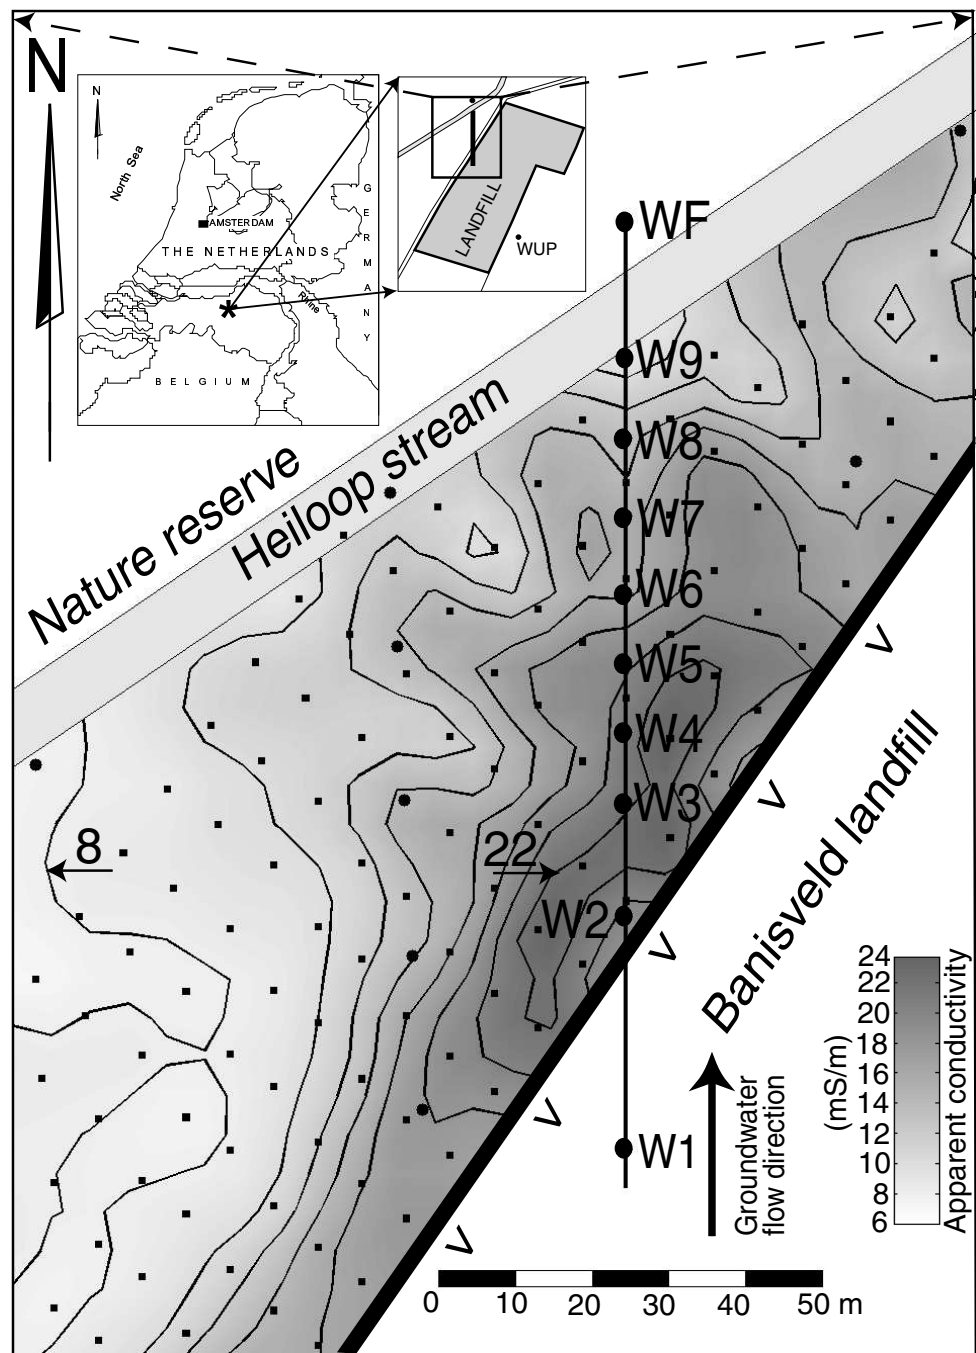 N
N
North Sea
AMSTERDAM
THE NETHERLANDS
GERMANY
Rhine
BELGIUM
LANDFILL
WUP
WF
W9
W8
W7
W6
W5
W4
W3
W2
W1
Nature reserve
Heiloop stream
8
22
Banisveld landfill
V
V
V
V
V
Groundwater
flow direction
24
22
20
18
16
14
12
10
8
6
(mS/m)
Apparent conductivity
0 10 20 30 40 50 m